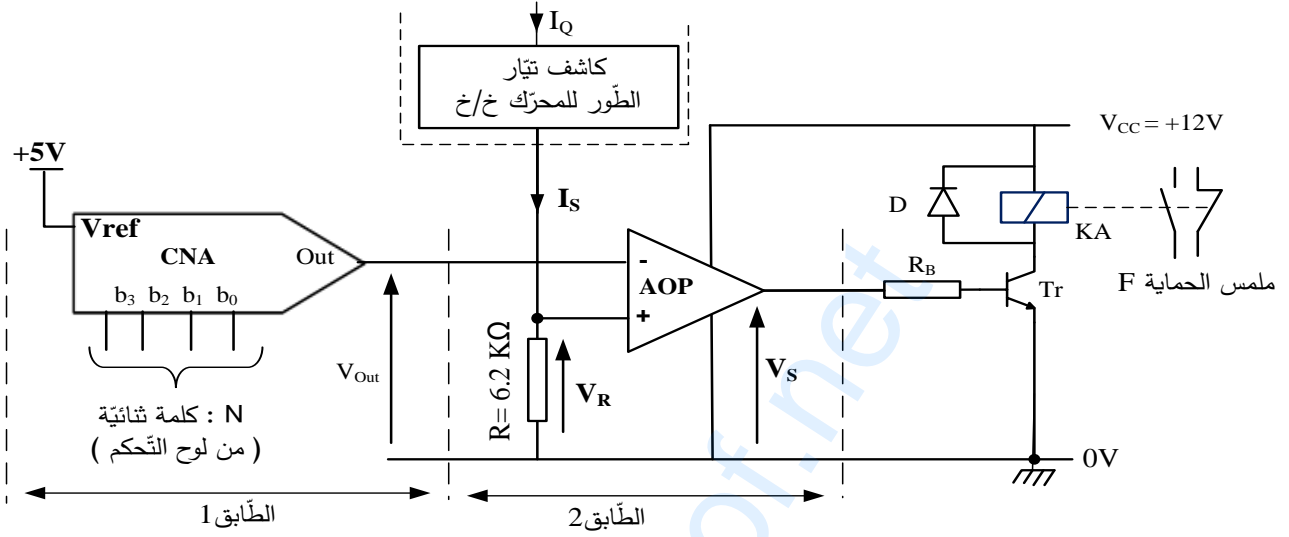 I_Q
كاشف تيّار
الطّور للمحرّك خ/خ
V_CC = +12V
+5V
I_S
D
KA
Vref
CNA
Out
-
AOP
+
R_B
Tr
ملمس الحماية F
b3 b2 b1 b0
V_Out
R= 6.2 KΩ
V_R
V_S
N : كلمة ثنائيّة
( من لوح التّحكم )
0V
الطّابق1
الطّابق2
of.net